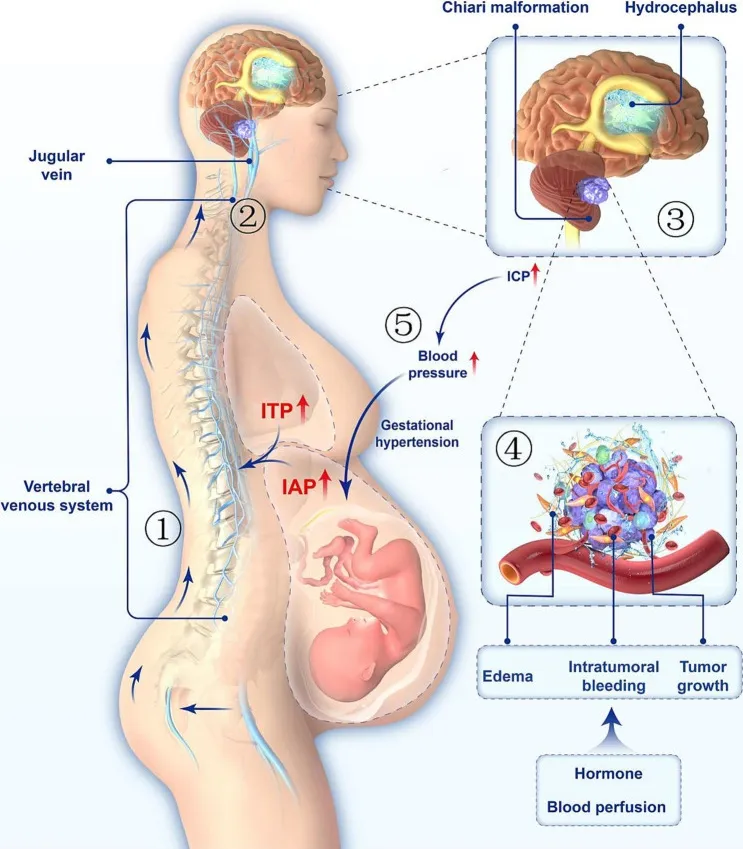 Chiari malformation
Hydrocephalus
Jugular
vein
②
③
ICP
⑤
Blood
pressure
ITP
Gestational
hypertension
④
IAP
Vertebral
venous system
①
Edema
Intratumoral
bleeding
Tumor
growth
Hormone
Blood perfusion